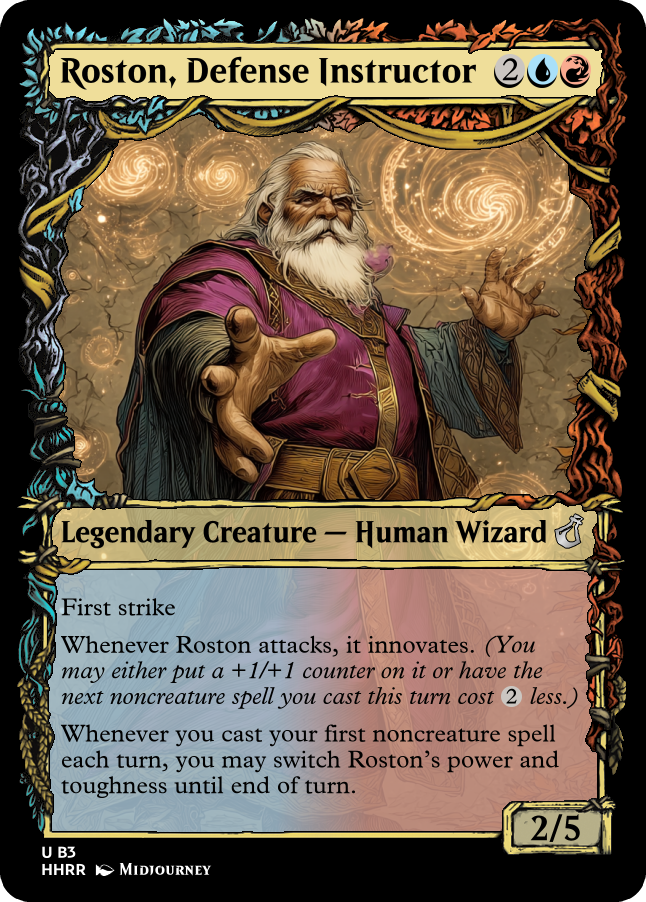 Roston, Defense Instructor 2
Legendary Creature — Human Wizard
First strike
Whenever Roston attacks, it innovates. (You
may either put a +1/+1 counter on it or have the
next noncreature spell you cast this turn cost 2 less.)
Whenever you cast your first noncreature spell
each turn, you may switch Roston's power and
toughness until end of turn.
2/5
U B3
HHRR Midjourney